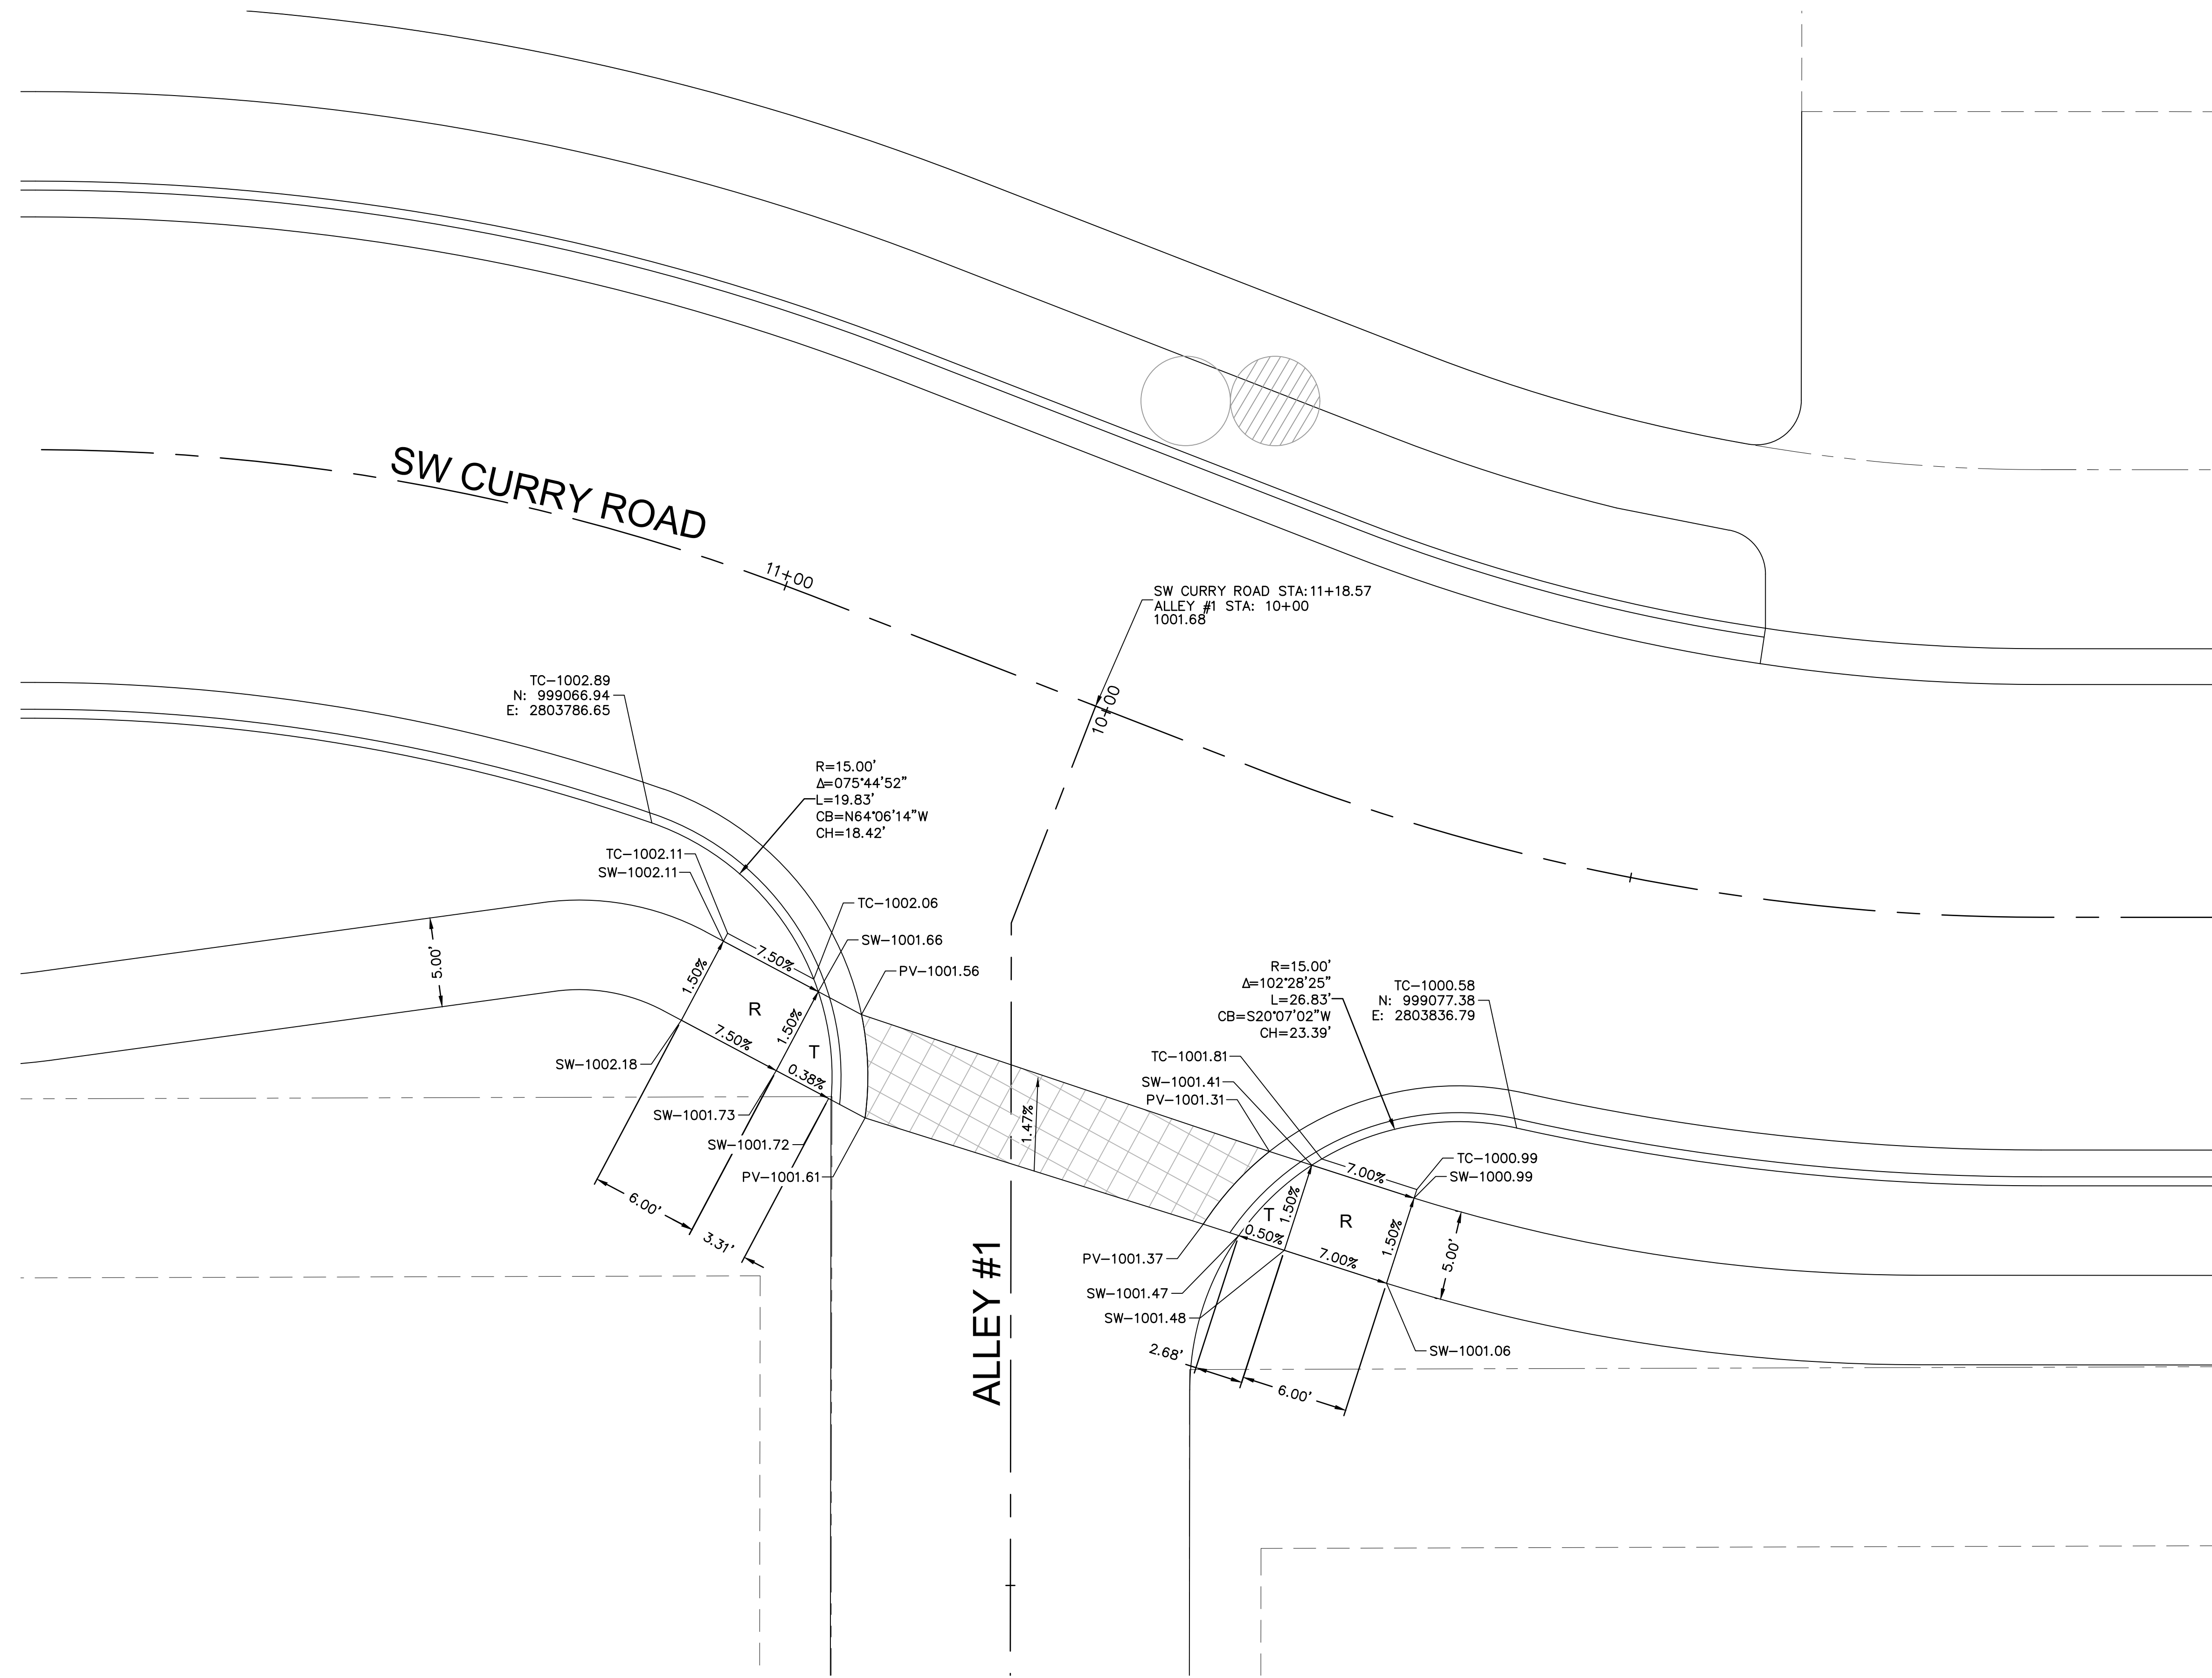 SW CURRY ROAD
11+00
SW CURRY ROAD STA:11+18.57
ALLEY #1 STA: 10+00
1001.68
10+00
TC-1002.89
N: 999066.94
E: 2803786.65
R=15.00'
Δ=075°44'52"
L=19.83'
CB=N64°06'14"W
CH=18.42'
TC-1002.11
SW-1002.11
TC-1002.06
SW-1001.66
PV-1001.56
5.00'
7.50%
1.50%
R
1.50%
7.50%
T
0.38%
SW-1002.18
SW-1001.73
SW-1001.72
PV-1001.61
6.00'
3.31'
1.47%
ALLEY #1
R=15.00'
Δ=102°28'25"
L=26.83'
CB=S20°07'02"W
CH=23.39'
TC-1000.58
N: 999077.38
E: 2803836.79
TC-1001.81
SW-1001.41
PV-1001.31
7.00%
TC-1000.99
SW-1000.99
1.50%
T
R
0.50%
1.50%
7.00%
5.00'
PV-1001.37
SW-1001.47
SW-1001.48
SW-1001.06
2.68'
6.00'